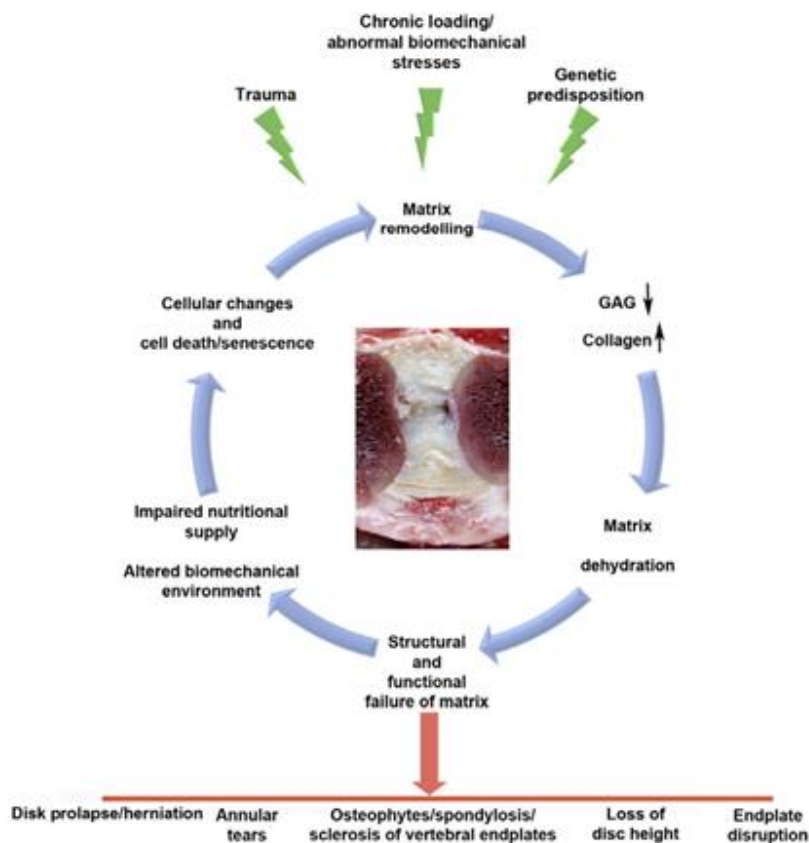 Chronic loading/
abnormal biomechanical
stresses
Trauma
Genetic
predisposition
Matrix
remodelling
GAG ↓
Collagen ↑
Matrix
dehydration
Structural
and
functional
failure of matrix
Altered biomechanical
environment
Impaired nutritional
supply
Cellular changes
and
cell death/senescence
Disk prolapse/herniation
Annular
tears
Osteophytes/spondylosis/
sclerosis of vertebral endplates
Loss of
disc height
Endplate
disruption